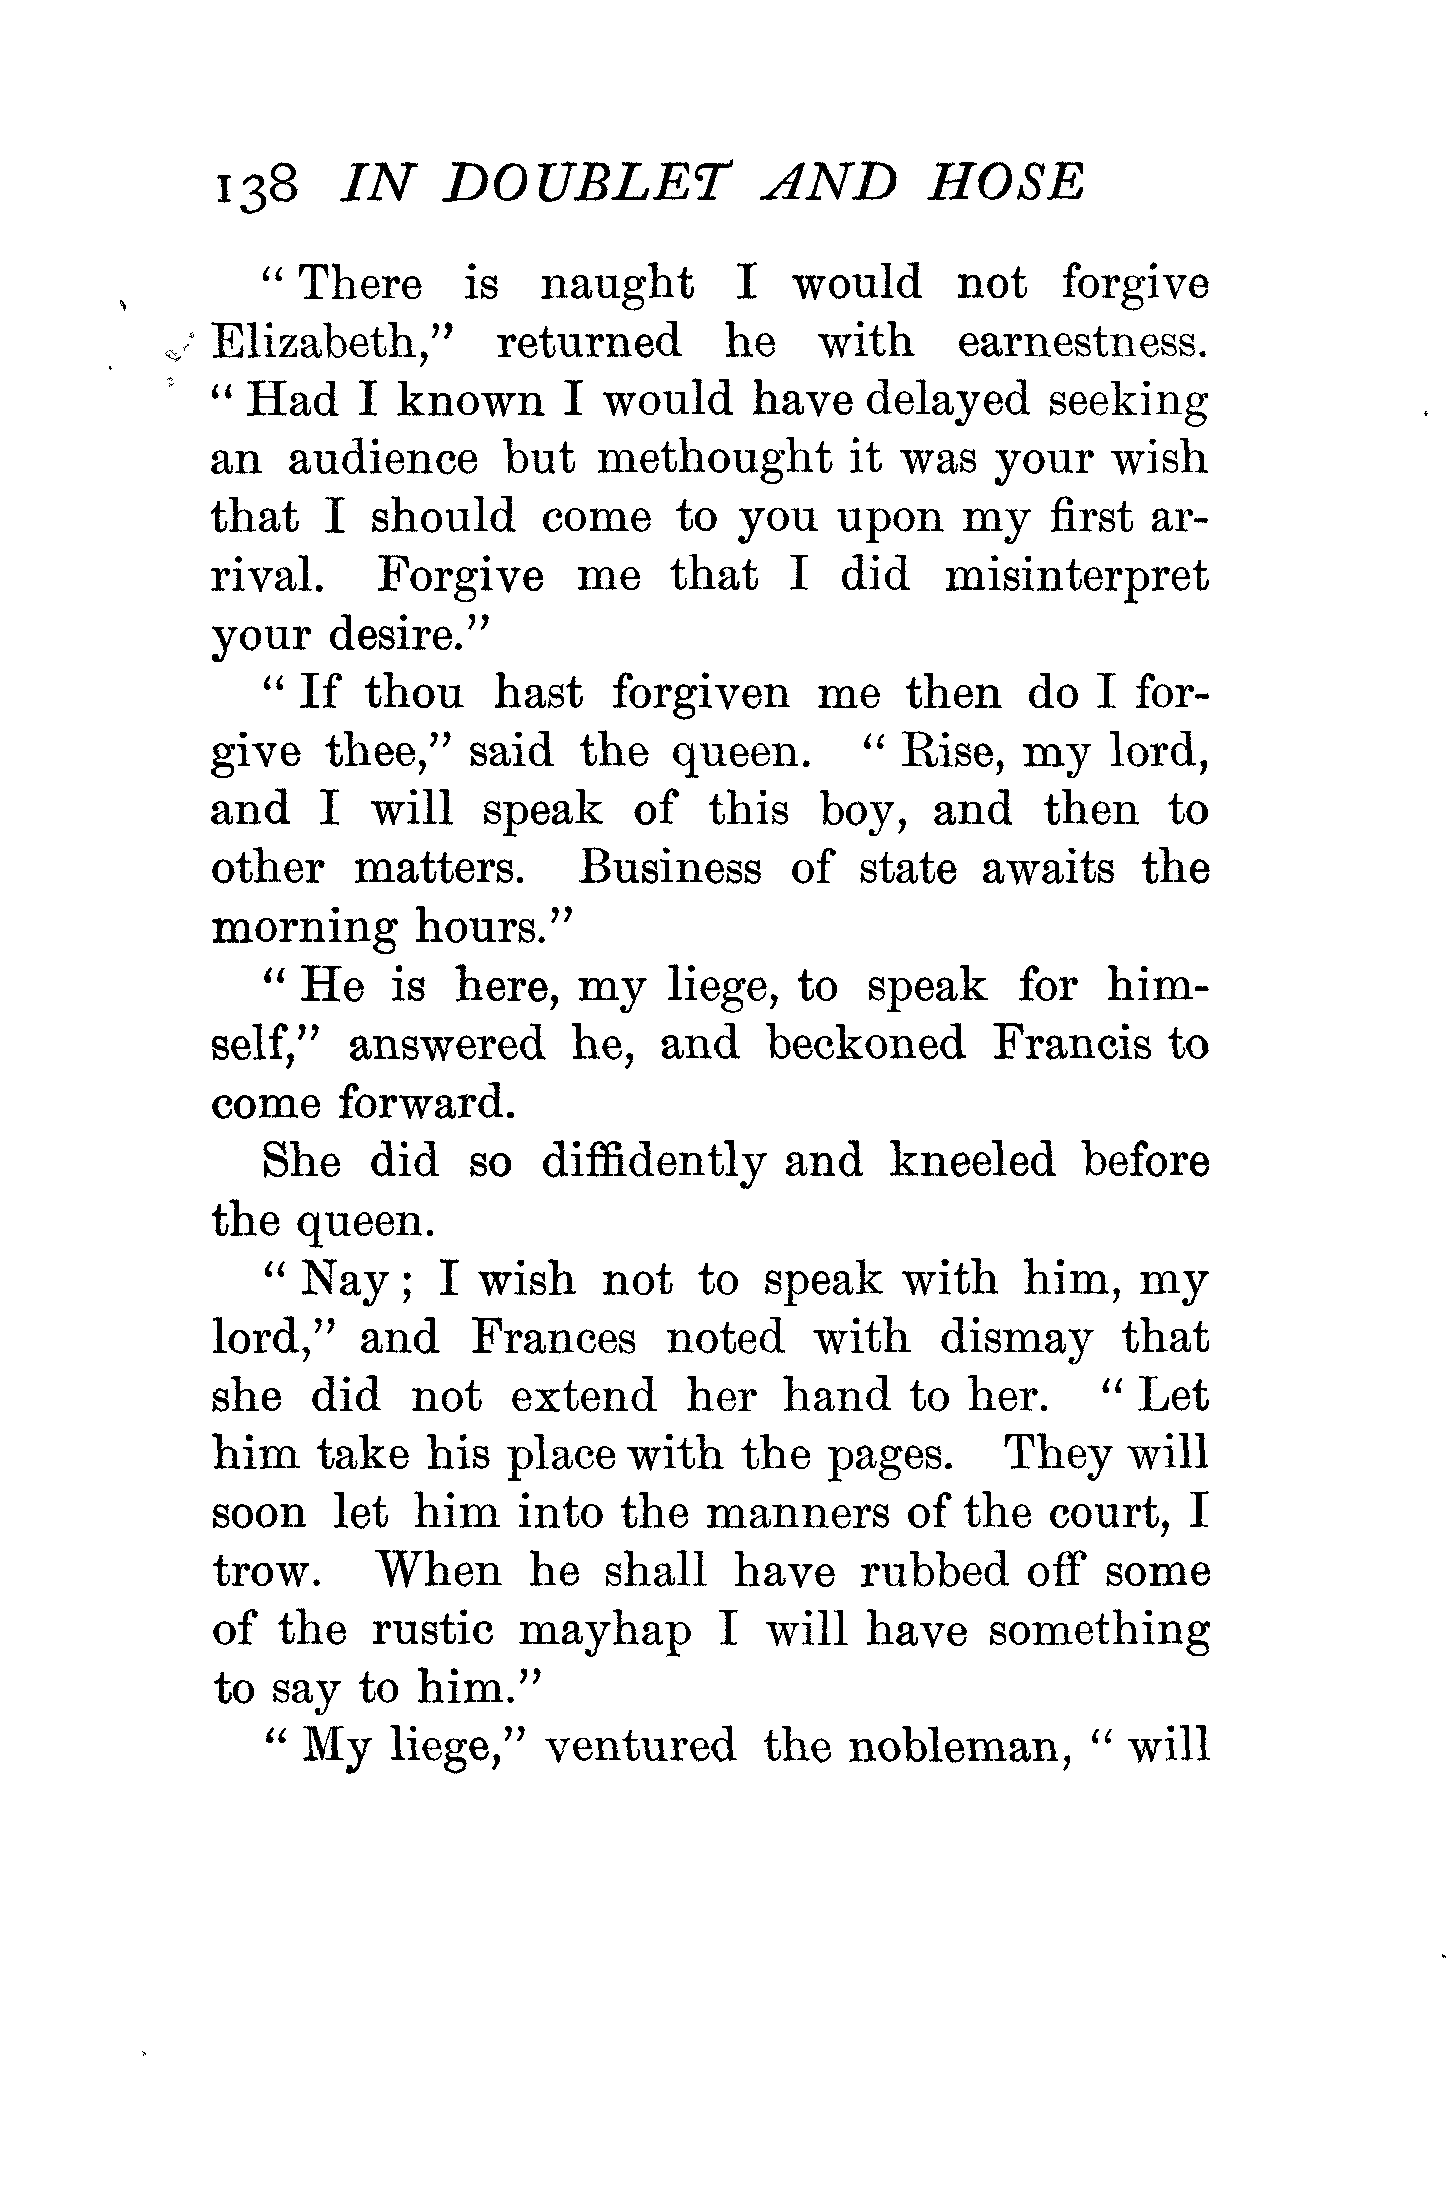 138 IN DOUBLET AND HOSE
“ There is naught I would not forgive
Elizabeth,” returned he with earnestness.
“ Had I known I would have delayed seeking
an audience but methought it was your wish
that I should come to you upon my first ar-
rival. Forgive me that I did misinterpret
your desire.”
“ If thou hast forgiven me then do I for-
give thee,” said the queen. “ Rise, my lord,
and I will speak of this boy, and then to
other matters. Business of state awaits the
morning hours.”
“ He is here, my liege, to speak for him-
self,” answered he, and beckoned Francis to
come forward.
She did so diffidently and kneeled before
the queen.
“ Nay ; I wish not to speak with him, my
lord,” and Frances noted with dismay that
she did not extend her hand to her. “ Let
him take his place with the pages. They will
soon let him into the manners of the court, I
trow. When he shall have rubbed off some
of the rustic mayhap I will have something
to say to him.”
“ My liege,” ventured the nobleman, “ will